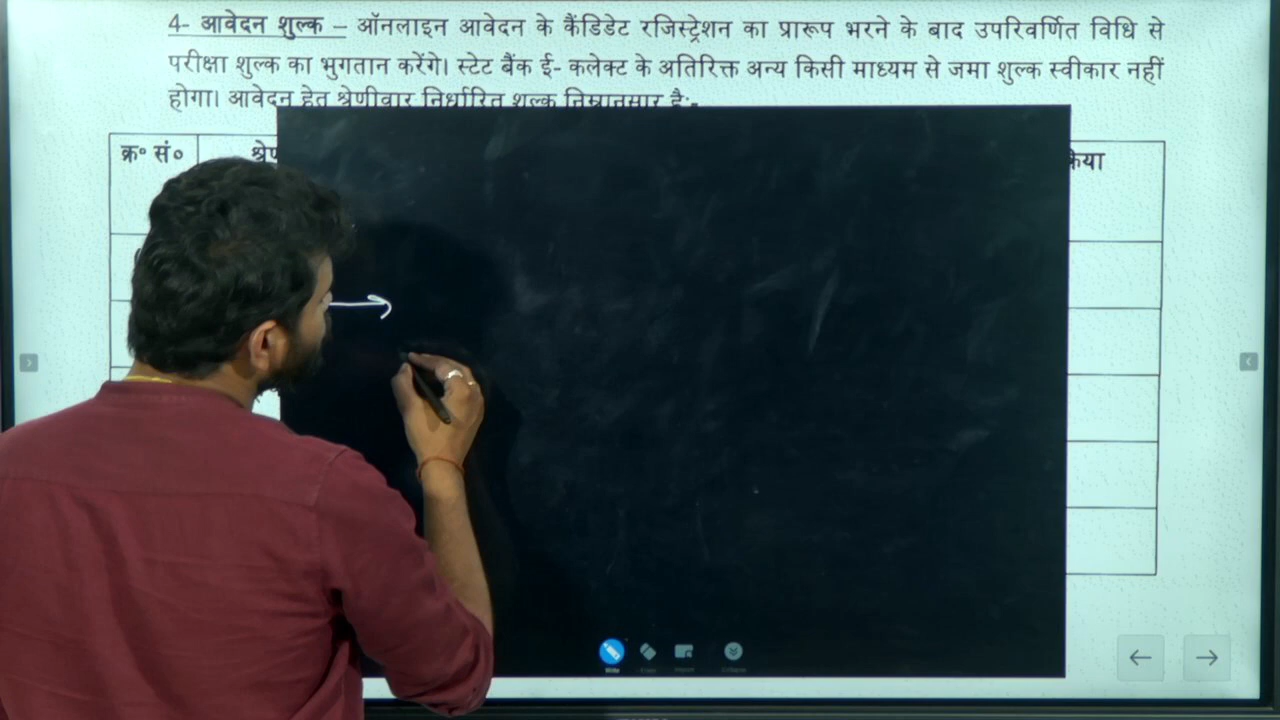 4- आवेदन शुल्क – ऑनलाइन आवेदन के कैंडिडेट रजिस्ट्रेशन का प्रारूप भरने के बाद उपरिवर्णित विधि से
परीक्षा शुल्क का भुगतान करेंगे। स्टेट बैंक ई- कलेक्ट के अतिरिक्त अन्य किसी माध्यम से जमा शुल्क स्वीकार नहीं
होगा। आवेदन हेतु श्रेणीवार निर्धारित शुल्क निम्नानुसार है:-
क्र॰ सं०